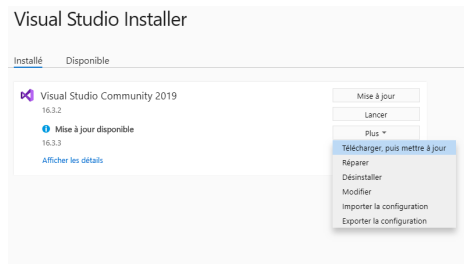 Visual Studio Installer
Installé Disponible
Visual Studio Community 2019
16.3.2
Mise à jour disponible
16.3.3
Afficher les détails
Mise à jour
Lancer
Plus
Télécharger, puis mettre à jour
Réparer
Désinstaller
Modifier
Importer la configuration
Exporter la configuration